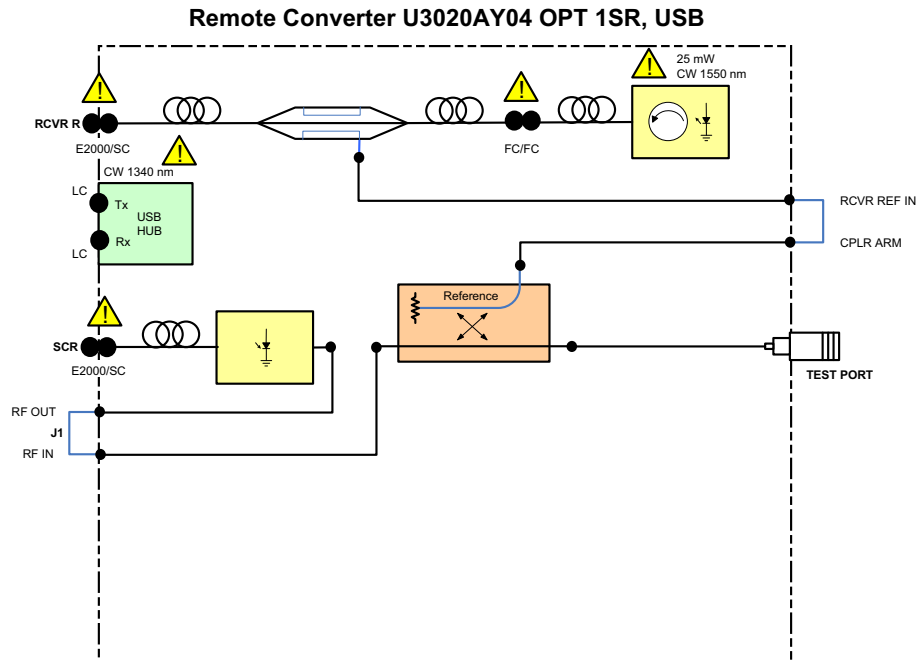 Remote Converter U3020AY04 OPT 1SR, USB
25 mW
CW 1550 nm
!
!
!
RCVR R
E2000/SC
!
FC/FC
CW 1340 nm
LC
Tx
USB
HUB
Rx
LC
RCVR REF IN
CPLR ARM
Reference
!
SCR
E2000/SC
TEST PORT
RF OUT
J1
RF IN